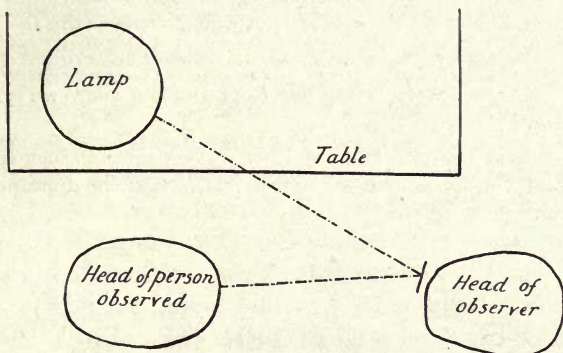 Lamp
Table
Head of person
observed
Head of
observer